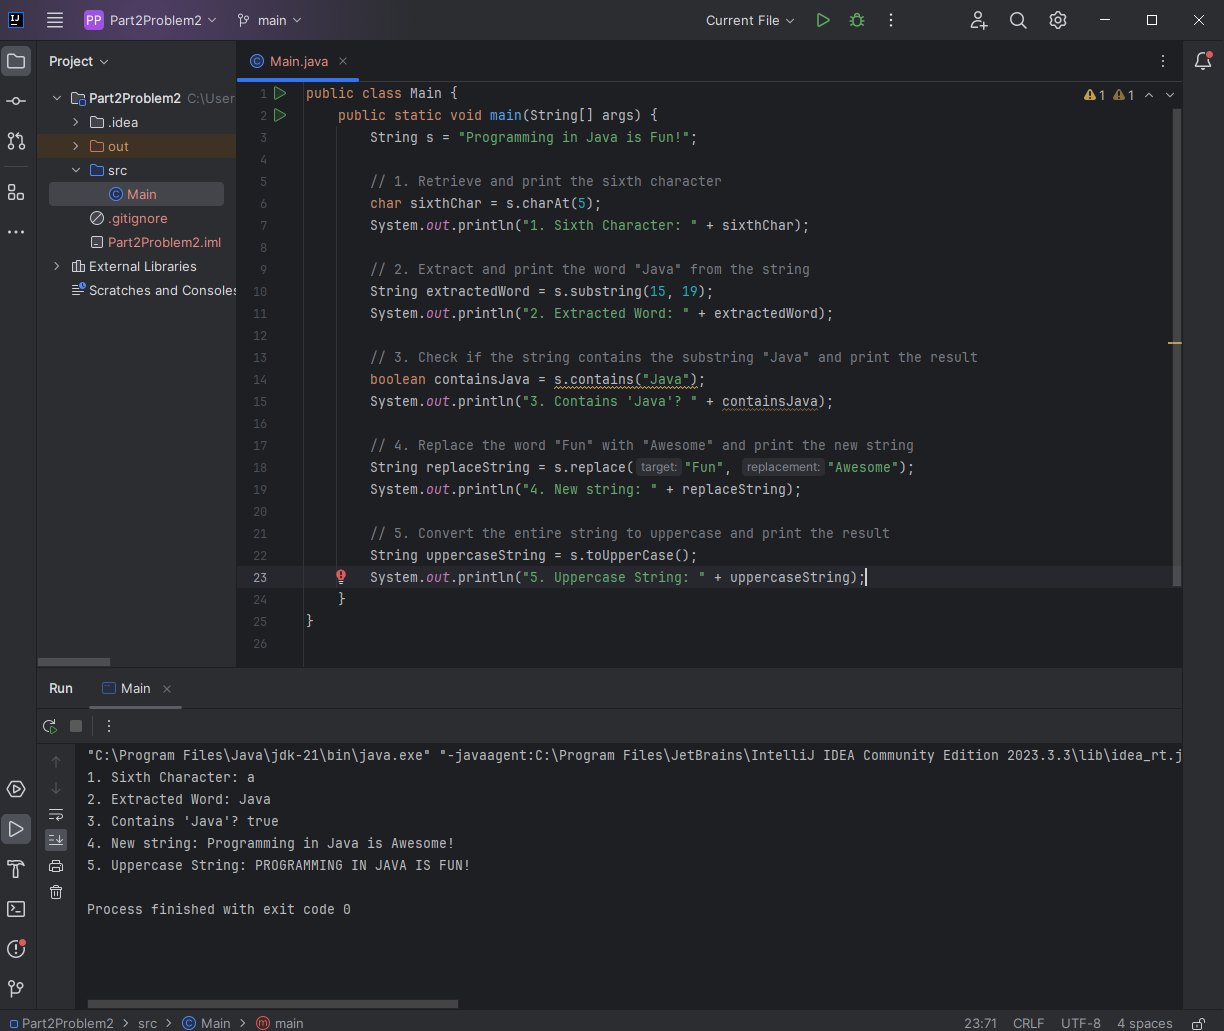 PP Part2Problem2 main Current File
Project
Main.java
Part2Problem2 C:\User
.idea
out
src
Main
.gitignore
Part2Problem2.iml
External Libraries
Scratches and Consoles
1 public class Main {
2 public static void main(String[] args) {
3 String s = "Programming in Java is Fun!";
4
5 // 1. Retrieve and print the sixth character
6 char sixthChar = s.charAt(5);
7 System.out.println("1. Sixth Character: " + sixthChar);
8
9 // 2. Extract and print the word "Java" from the string
10 String extractedWord = s.substring(15, 19);
11 System.out.println("2. Extracted Word: " + extractedWord);
12
13 // 3. Check if the string contains the substring "Java" and print the result
14 boolean containsJava = s.contains("Java");
15 System.out.println("3. Contains 'Java'? " + containsJava);
16
17 // 4. Replace the word "Fun" with "Awesome" and print the new string
18 String replaceString = s.replace( target: "Fun", replacement: "Awesome");
19 System.out.println("4. New string: " + replaceString);
20
21 // 5. Convert the entire string to uppercase and print the result
22 String uppercaseString = s.toUpperCase();
23 System.out.println("5. Uppercase String: " + uppercaseString);
24 }
25 }
26
1 1
Run Main
"C:\Program Files\Java\jdk-21\bin\java.exe" "-javaagent:C:\Program Files\JetBrains\IntelliJ IDEA Community Edition 2023.3.3\lib\idea_rt.j
1. Sixth Character: a
2. Extracted Word: Java
3. Contains 'Java'? true
4. New string: Programming in Java is Awesome!
5. Uppercase String: PROGRAMMING IN JAVA IS FUN!
Process finished with exit code 0
Part2Problem2 > src > Main > main 23:71 CRLF UTF-8 4 spaces